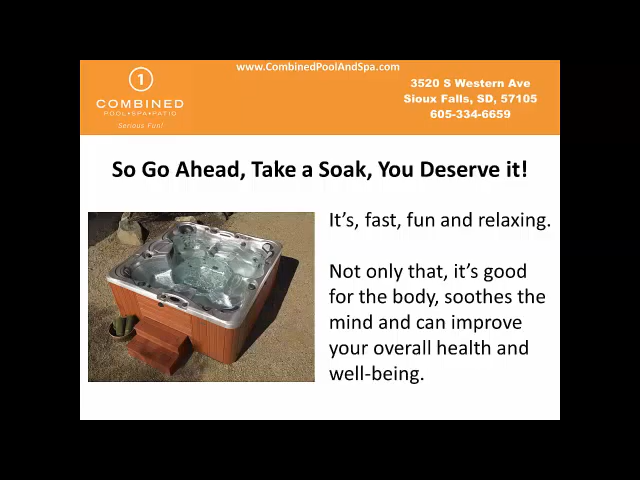 www.CombinedPoolAndSpa.com
1
COMBINED
POOL•SPA•PATIO
Serious Fun!
3520 S Western Ave
Sioux Falls, SD, 57105
605-334-6659
So Go Ahead, Take a Soak, You Deserve it!
It’s, fast, fun and relaxing.
Not only that, it’s good
for the body, soothes the
mind and can improve
your overall health and
well-being.